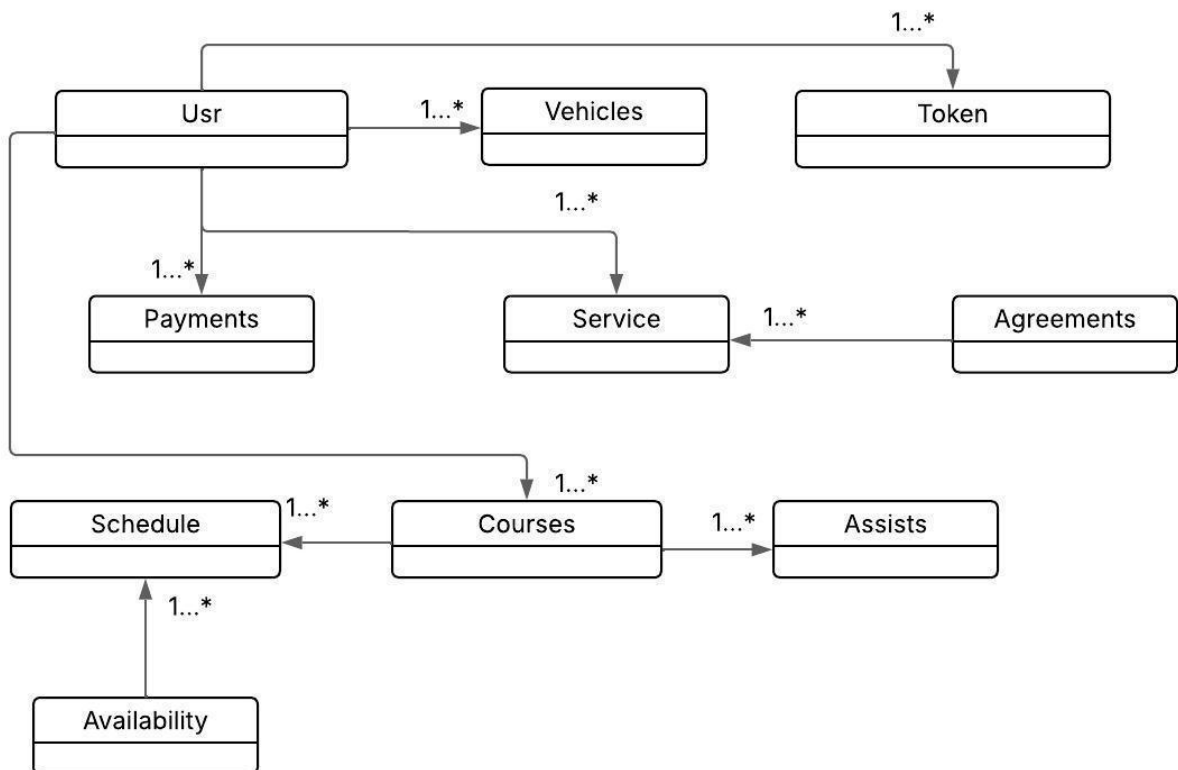 1...*
Usr
1...*
Vehicles
Token
1...*
1...*
Payments
Service
1...*
Agreements
1...*
1...*
Schedule
Courses
1...*
Assists
1...*
Availability